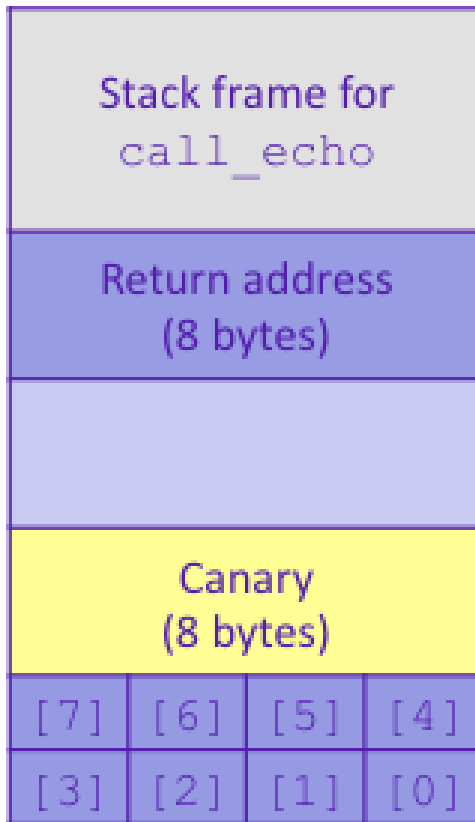 Stack frame for
call_echo
Return address
(8 bytes)
Canary
(8 bytes)
[7] [6] [5] [4]
[3] [2] [1] [0]